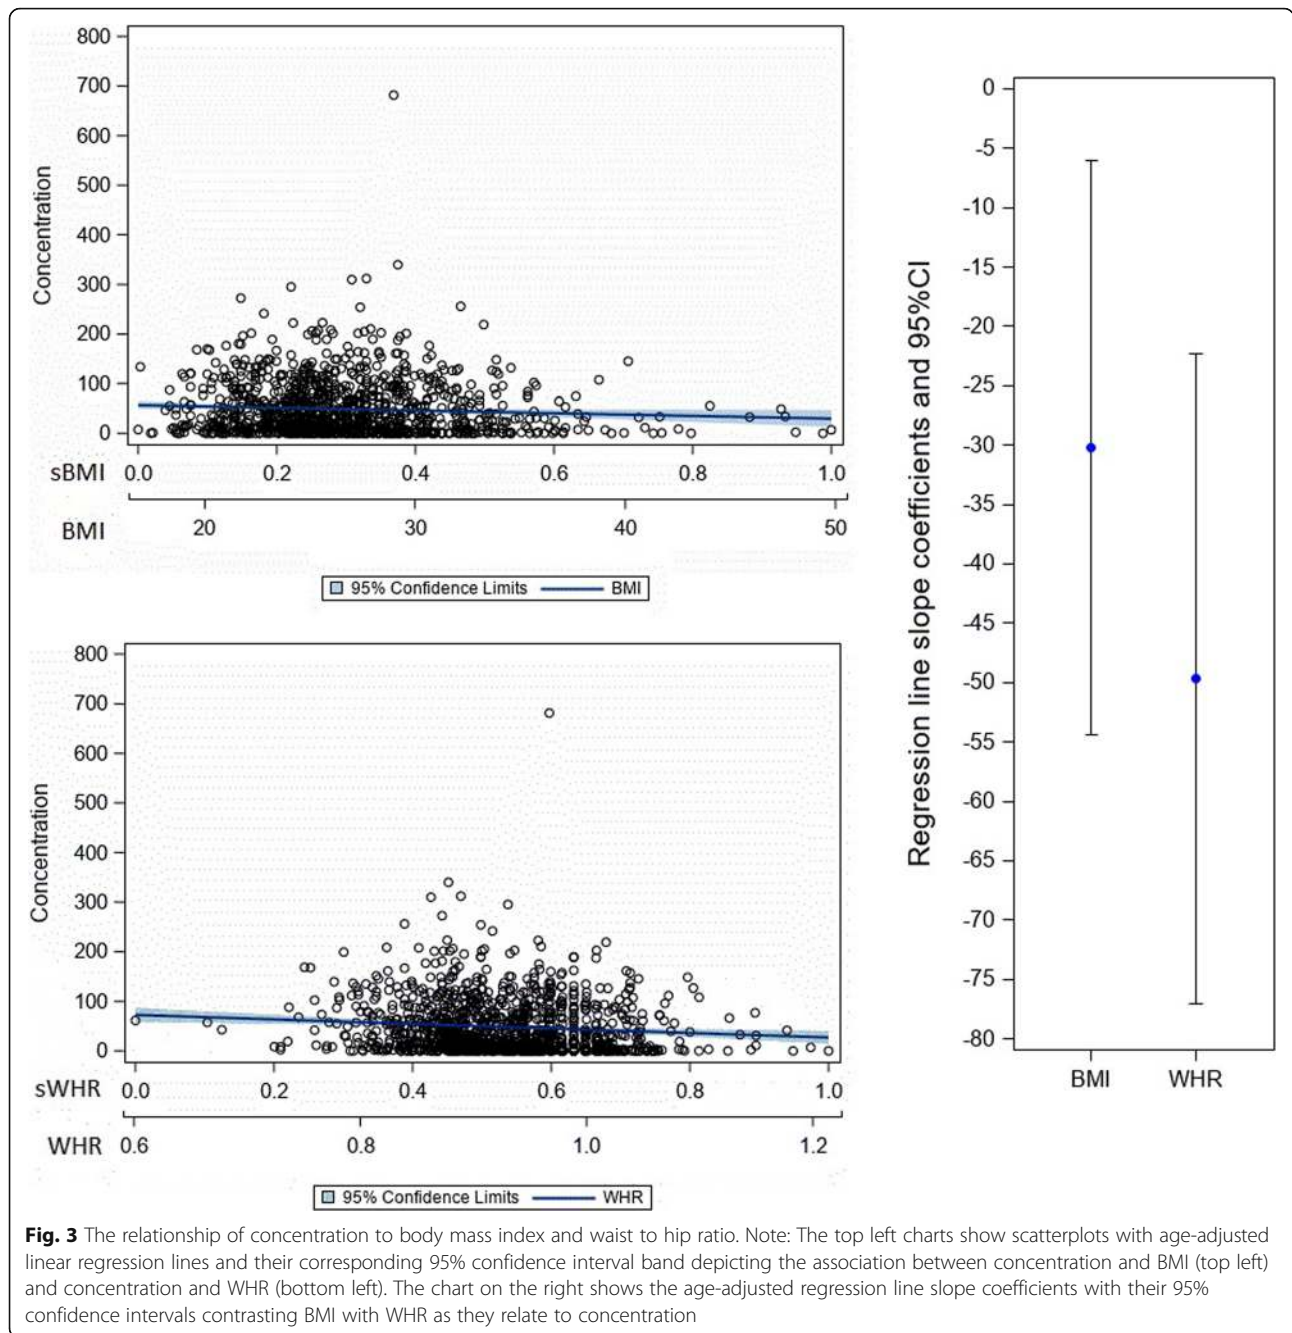 800
700
600
500
400
300
200
100
0
Concentration
sBMI 0.0 0.2 0.4 0.6 0.8 1.0
BMI 20 30 40 50
95% Confidence Limits BMI
800
700
600
500
400
300
200
100
0
Concentration
sWHR 0.0 0.2 0.4 0.6 0.8 1.0
WHR 0.6 0.8 1.0 1.2
95% Confidence Limits WHR
Regression line slope coefficients and 95%CI
0
-5
-10
-15
-20
-25
-30
-35
-40
-45
-50
-55
-60
-65
-70
-75
-80
BMI WHR
Fig. 3 The relationship of concentration to body mass index and waist to hip ratio. Note: The top left charts show scatterplots with age-adjusted
linear regression lines and their corresponding 95% confidence interval band depicting the association between concentration and BMI (top left)
and concentration and WHR (bottom left). The chart on the right shows the age-adjusted regression line slope coefficients with their 95%
confidence intervals contrasting BMI with WHR as they relate to concentration